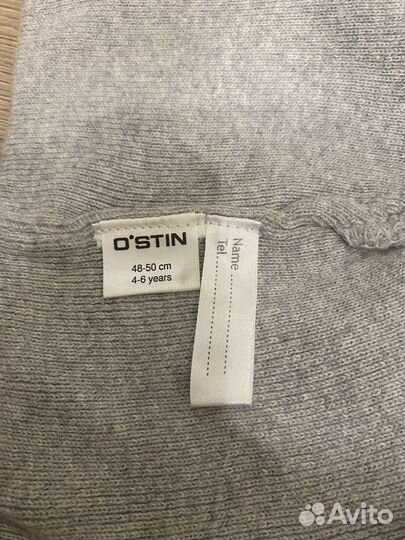 O'STIN
48-50 cm
4-6 years
Name
Tel.
Avito